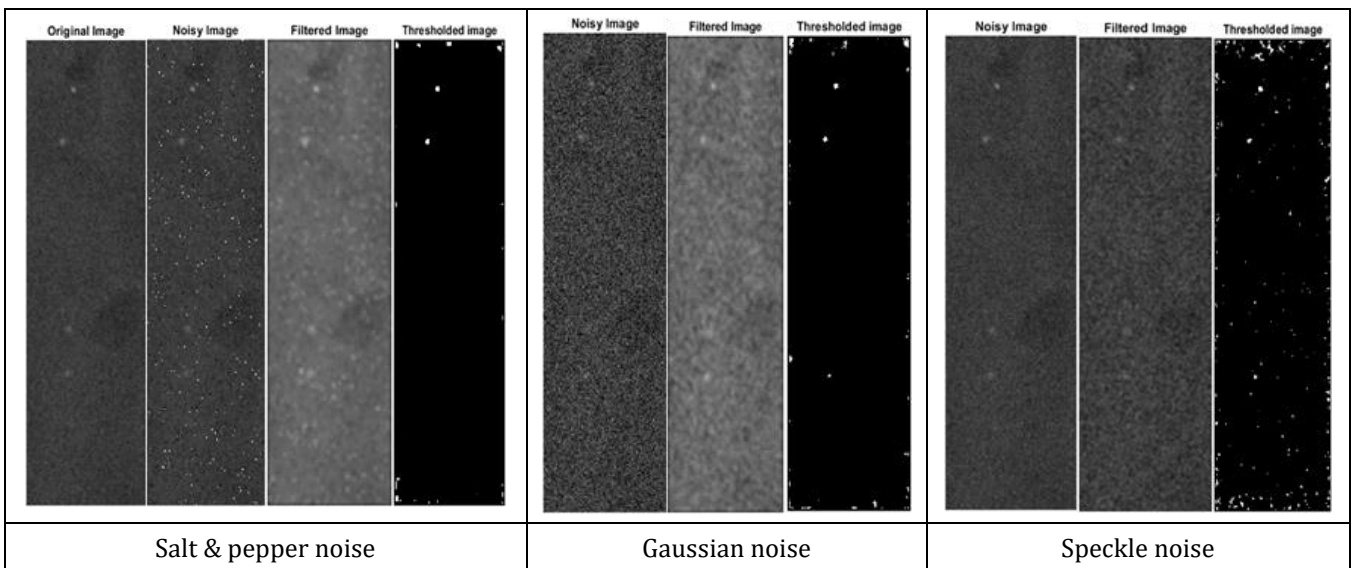 Original Image Noisy Image Filtered Image Thresholded image
Noisy Image Filtered Image Thresholded image
Noisy Image Filtered Image Thresholded image
Salt & pepper noise
Gaussian noise
Speckle noise